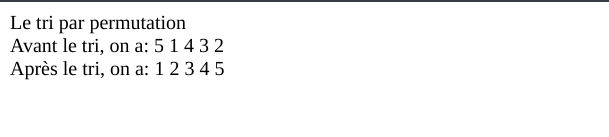 Le tri par permutation
Avant le tri, on a: 5 1 4 3 2
Après le tri, on a: 1 2 3 4 5